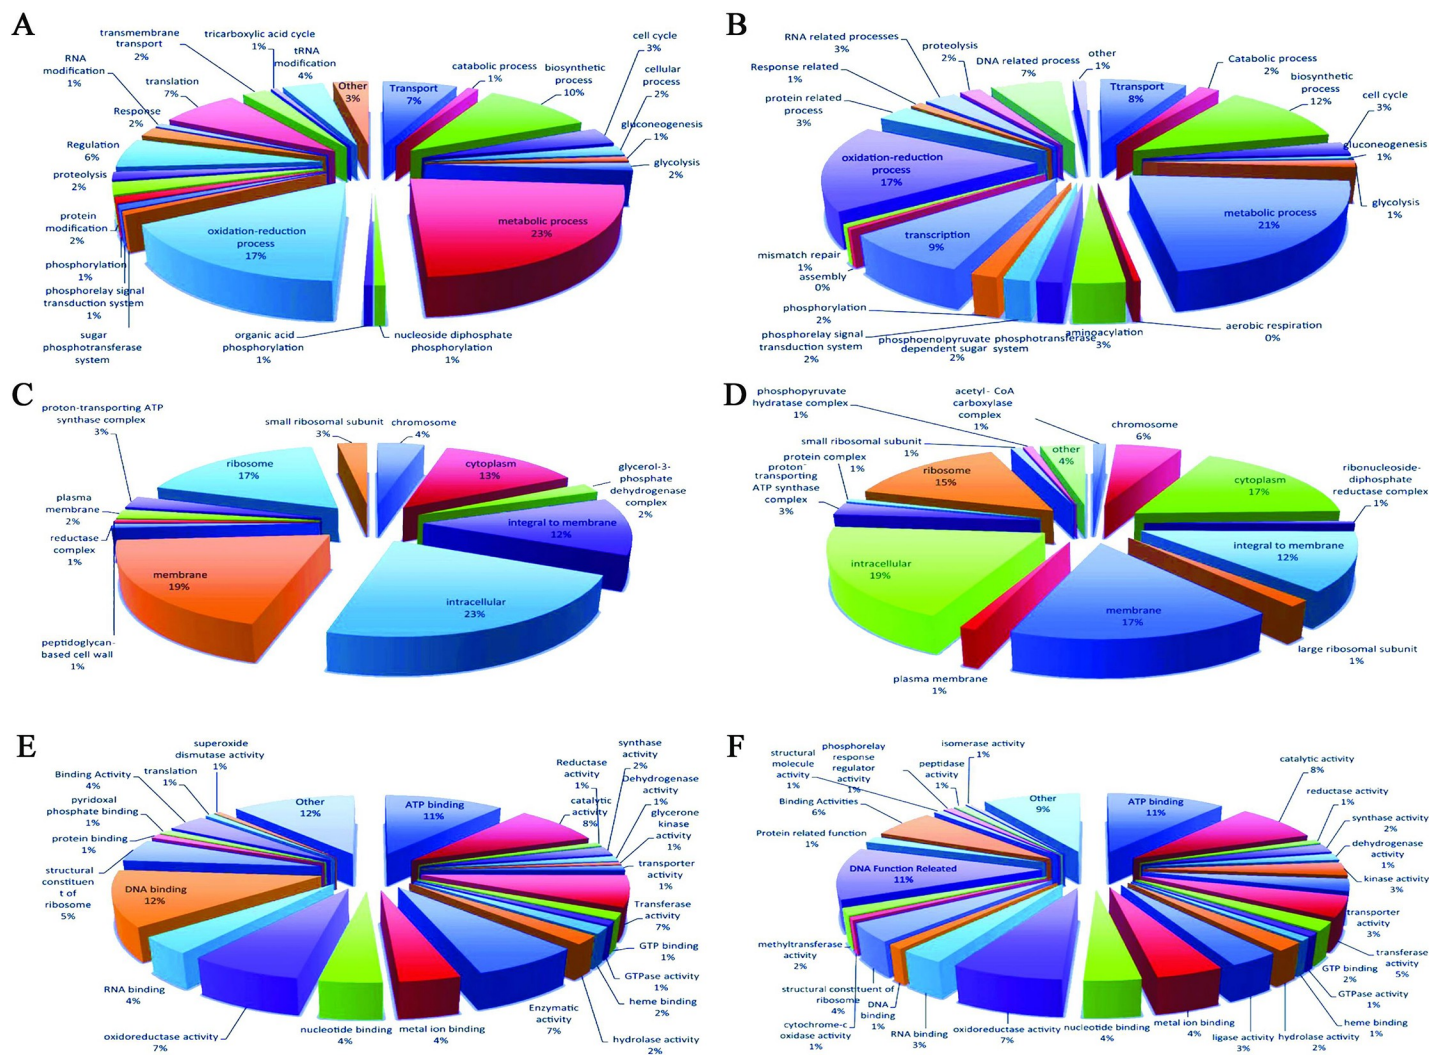 A
transmembrane
transport
2%
tricarboxylic acid cycle
1%
tRNA
modification
4%
RNA
modification
1%
translation
7%
Other
3%
Transport
7%
catabolic process
1%
biosynthetic
process
10%
cell cycle
3%
cellular
process
2%
gluconeogenesis
1%
glycolysis
2%
Response
2%
Regulation
6%
proteolysis
2%
protein
modification
2%
phosphorylation
1%
phosphorelay signal
transduction system
1%
sugar
phosphotransferase
system
oxidation-reduction
process
17%
metabolic process
23%
organic acid
phosphorylation
1%
nucleoside diphosphate
phosphorylation
1%
B
RNA related processes
3%
proteolysis
2%
DNA related process
7%
other
1%
Response related
1%
protein related
process
3%
Ttransport
8%
Catabolic process
2%
biosynthetic
process
12%
cell cycle
3%
gluconeogenesis
1%
glycolysis
1%
oxidation-reduction
process
17%
metabolic process
21%
transcription
9%
mismatch repair
1%
assembly
0%
phosphorylation
2%
phosphorelay signal
transduction system
2%
phosphoenolpyruvate
dependent sugar
phosphotransferase
system
2%
aminoacylation
3%
aerobic respiration
0%
C
proton-transporting ATP
synthase complex
3%
small ribosomal subunit
3%
chromosome
4%
ribosome
17%
cytoplasm
13%
glycerol-3-
phosphate
dehydrogenase
complex
2%
plasma
membrane
2%
reductase
complex
1%
integral to membrane
12%
membrane
19%
intracellular
23%
peptidoglycan-
based cell wall
1%
D
phosphopyruvate
hydratase complex
1%
acetyl- CoA
carboxylase
complex
1%
chromosome
6%
small ribosomal subunit
1%
other
4%
protein complex
1%
proton-
transporting
ATP synthase
complex
3%
ribosome
15%
cytoplasm
17%
ribonucleoside-
diphosphate
reductase complex
1%
integral to membrane
12%
intracellular
19%
membrane
17%
large ribosomal subunit
1%
plasma membrane
1%
E
superoxide
dismutase activity
1%
Binding Activity
4%
translation
1%
pyridoxal
phosphate binding
1%
protein binding
1%
structural
constituen
t of
ribosome
5%
Other
12%
ATP binding
11%
Reductase
activity
1%
synthase
activity
2%
catalytic
activity
8%
Dehydrogenase
activity
1%
glycerone
kinase
activity
1%
transporter
activity
1%
Transferase
activity
7%
GTP binding
1%
GTPase activity
1%
heme binding
2%
hydrolase activity
2%
Enzymatic
activity
7%
metal ion binding
4%
nucleotide binding
4%
oxidoreductase activity
7%
RNA binding
4%
DNA binding
12%
F
structural
molecule
activity
1%
phosphorelay
response
regulator
activity
1%
isomerase activity
1%
peptidase
activity
1%
Binding Activities
6%
Protein related function
1%
Other
9%
ATP binding
11%
catalytic activity
8%
reductase activity
1%
synthase activity
2%
dehydrogenase
activity
1%
kinase activity
3%
transporter
activity
3%
transferase
activity
5%
GTP binding
2%
GTPase activity
1%
heme binding
1%
hydrolase activity
2%
ligase activity
3%
metal ion binding
4%
nucleotide binding
4%
oxidoreductase activity
7%
RNA binding
3%
DNA
binding
1%
structural constituent of
ribosome
4%
cytochrome-c
oxidase activity
1%
methyltransferase
activity
2%
DNA Function Releated
11%